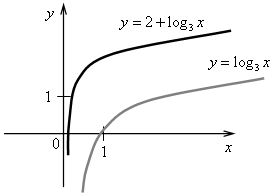 y
y = 2 + log₃ x
y = log₃ x
1
0
1
x